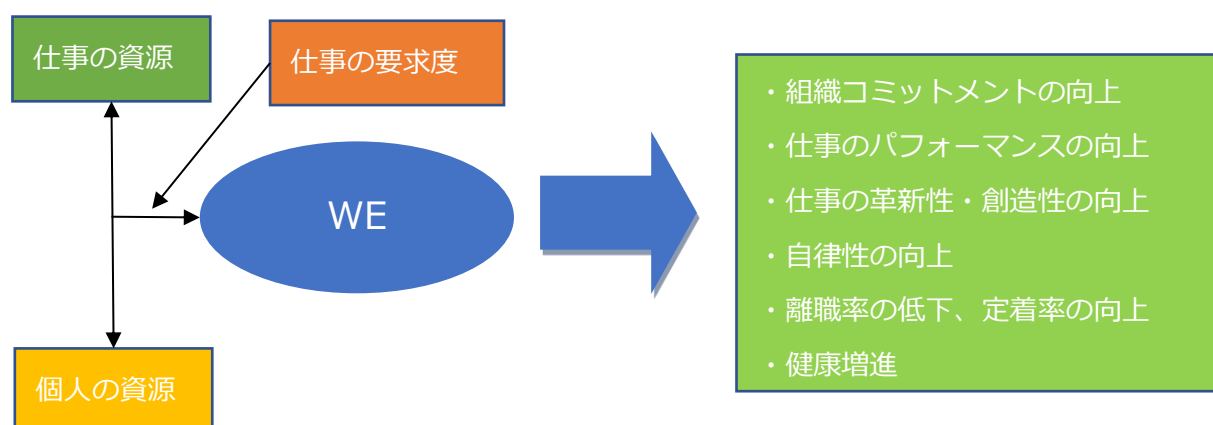 仕事の資源
仕事の要求度
WE
個人の資源
・組織コミットメントの向上
・仕事のパフォーマンスの向上
・仕事の革新性・創造性の向上
・自律性の向上
・離職率の低下、定着率の向上
・健康増進